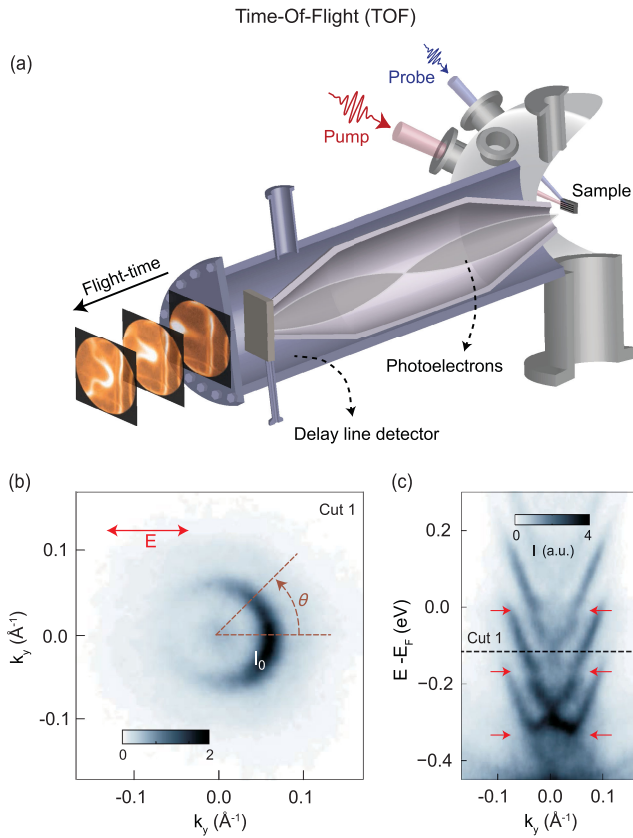 Time-Of-Flight (TOF)
(a)
Probe
Pump
Sample
Flight-time
Photoelectrons
Delay line detector
(b)
Cut 1
E
θ
I₀
0.1
0.0
-0.1
k_y (Å⁻¹)
0 2
-0.1 0.0 0.1
k_y (Å⁻¹)
(c)
0 4
I (a.u.)
0.2
0.0
-0.2
-0.4
E -E_F (eV)
Cut 1
-0.1 0.0 0.1
k_y (Å⁻¹)